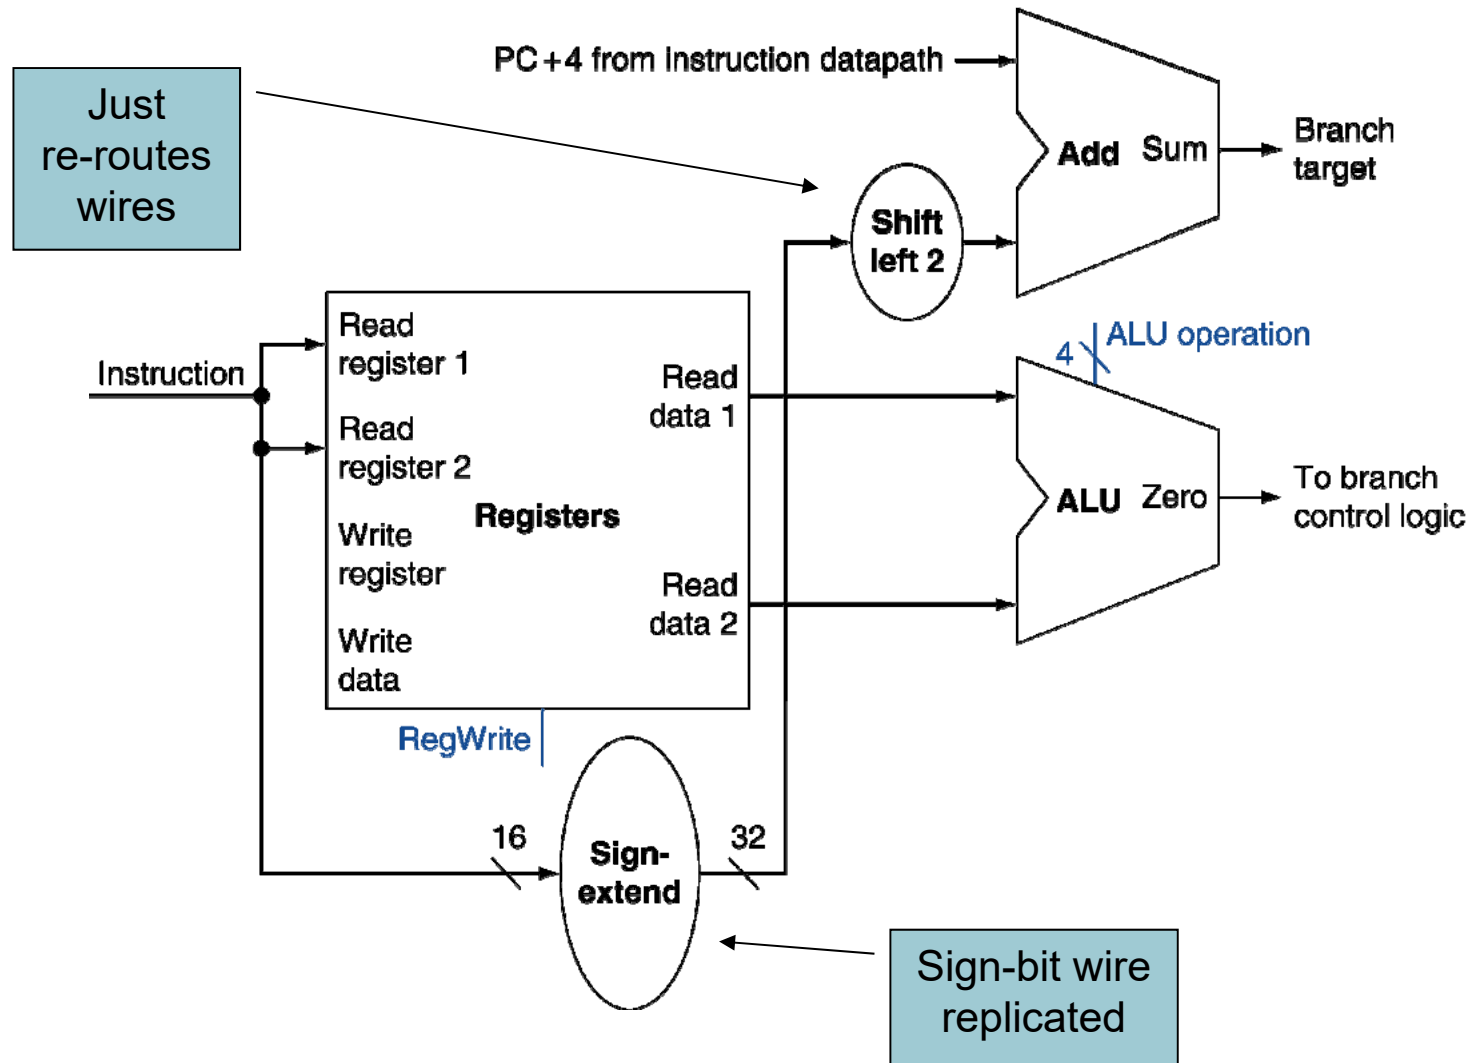 PC+4 from instruction datapath
Just
re-routes
wires
Add Sum
Branch
target
Shift
left 2
Instruction
Read
register 1
Read
register 2
Write
register
Write
data
Registers
Read
data 1
Read
data 2
4
ALU operation
ALU Zero
To branch
control logic
RegWrite
16
Sign-
extend
32
Sign-bit wire
replicated